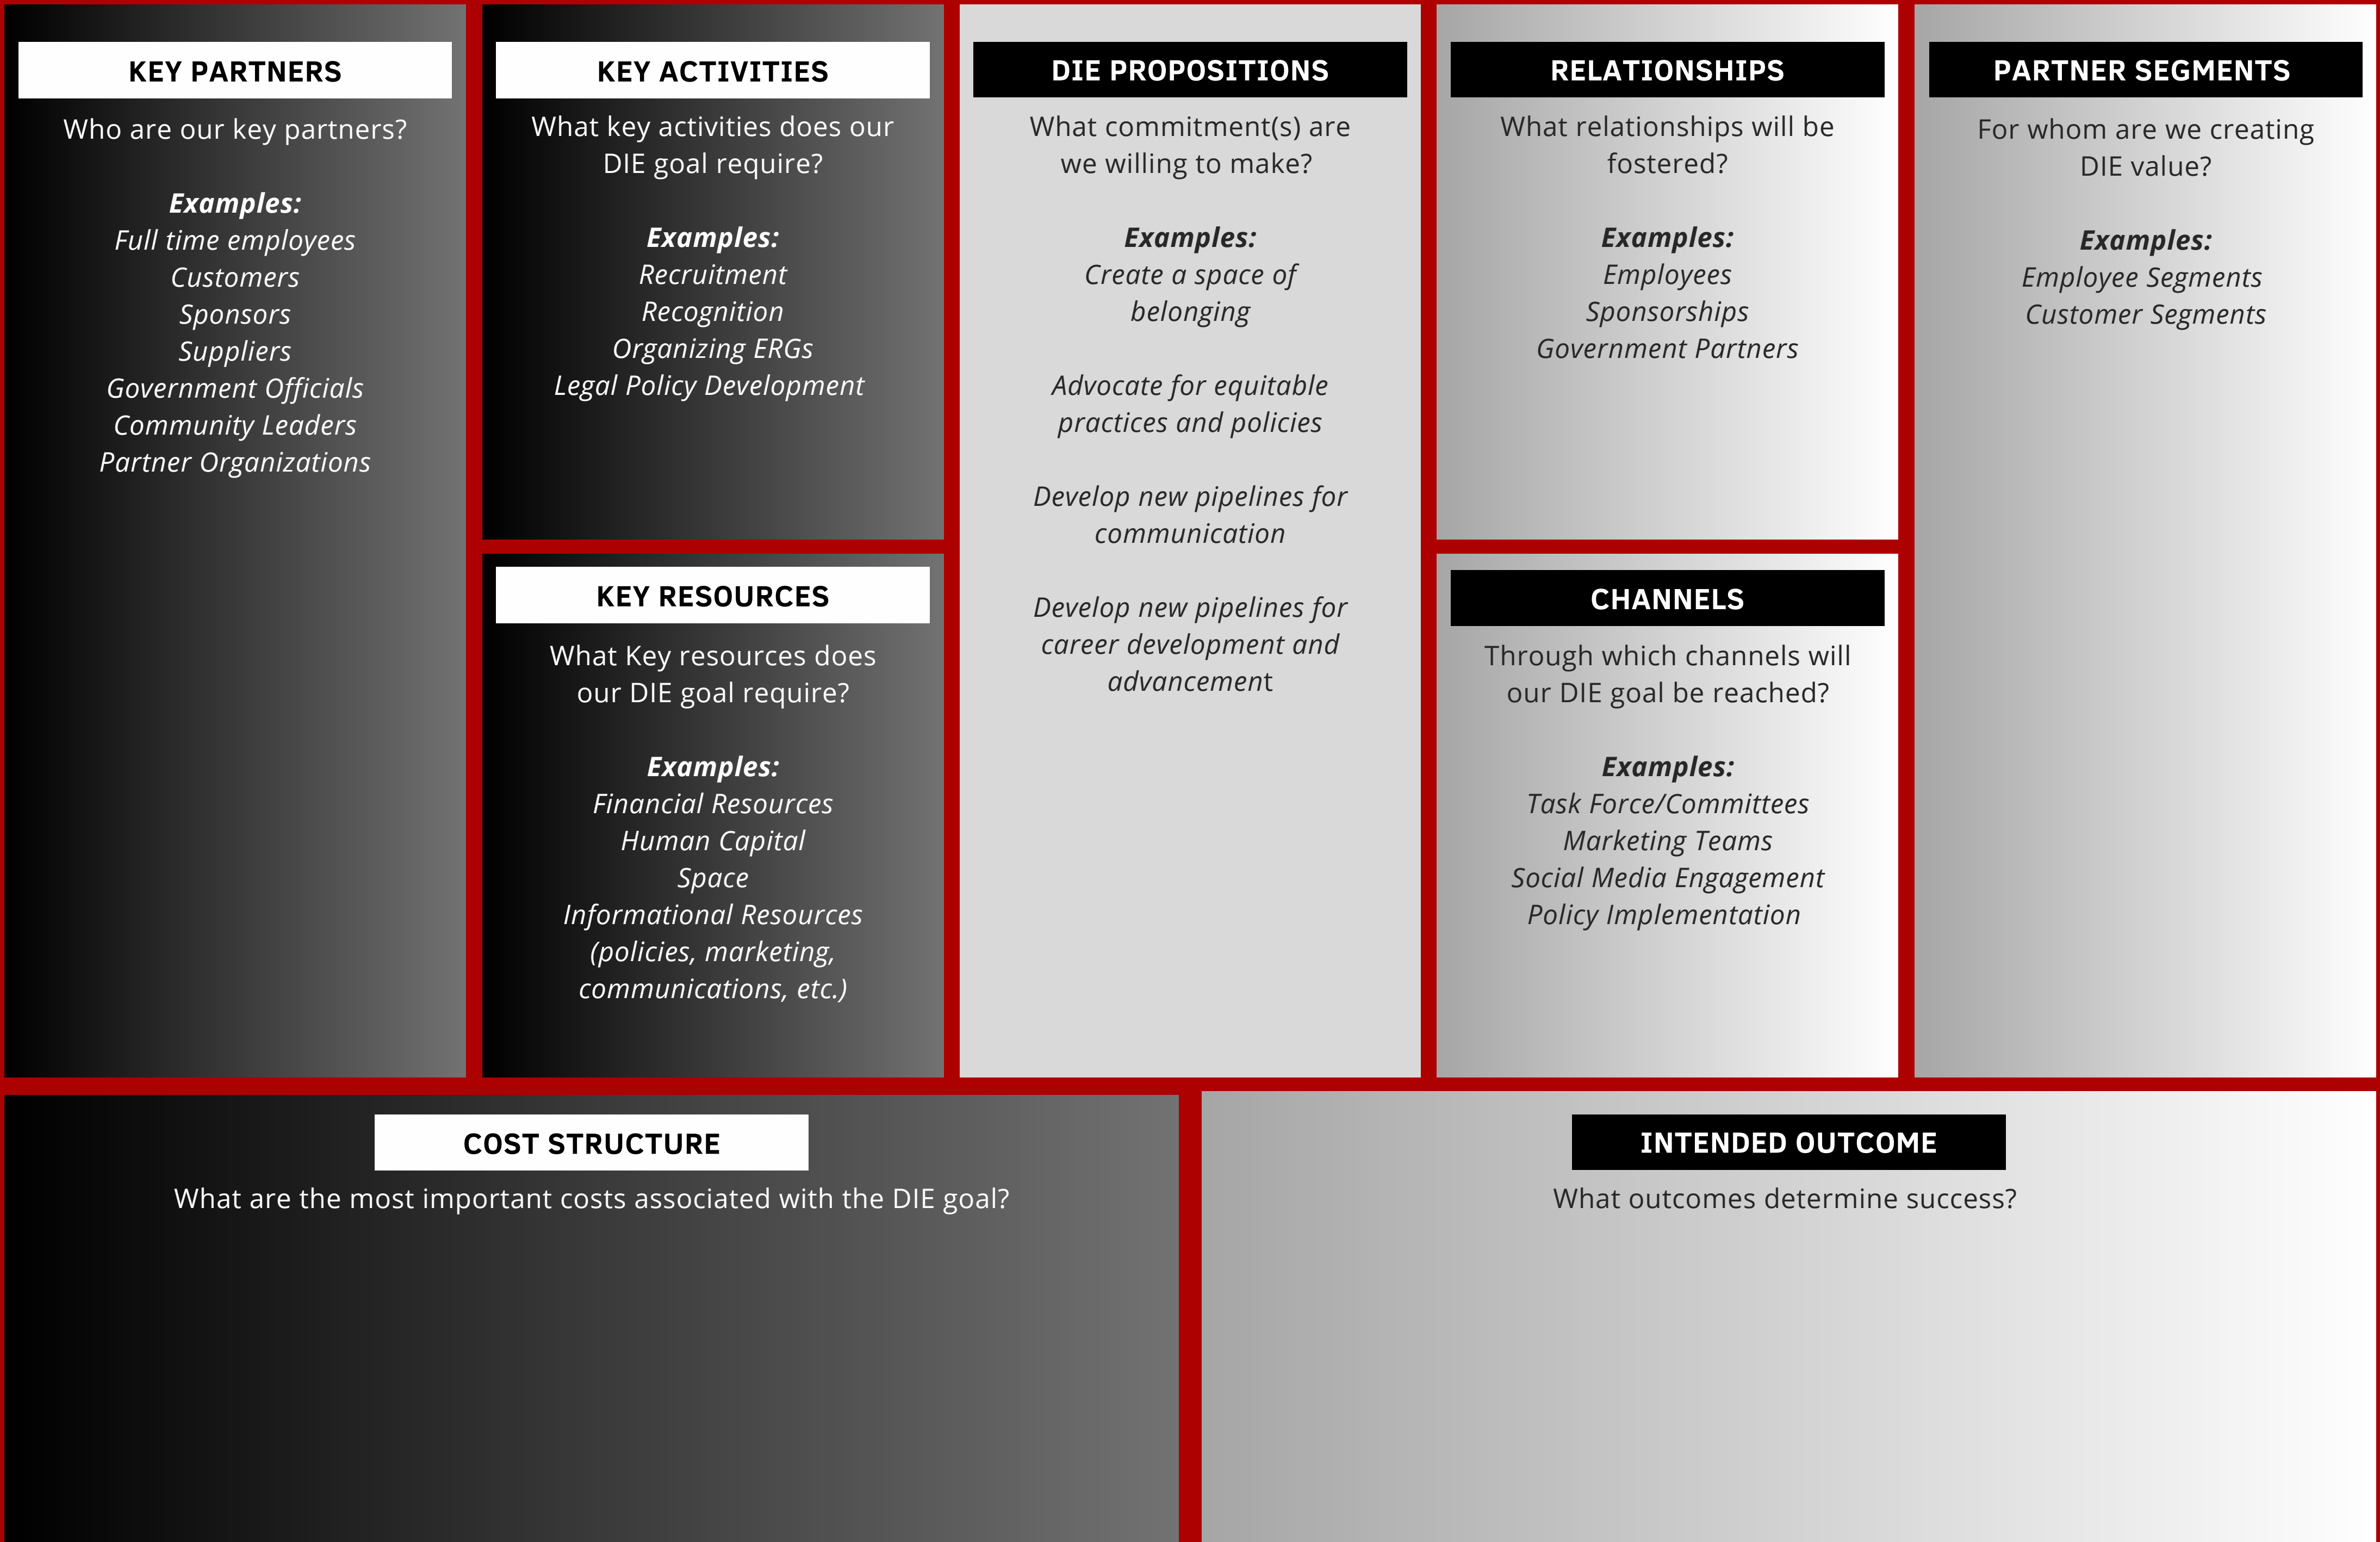 KEY PARTNERS
Who are our key partners?
Examples:
Full time employees
Customers
Sponsors
Suppliers
Government Officials
Community Leaders
Partner Organizations
KEY ACTIVITIES
What key activities does our
DIE goal require?
Examples:
Recruitment
Recognition
Organizing ERGs
Legal Policy Development
KEY RESOURCES
What Key resources does
our DIE goal require?
Examples:
Financial Resources
Human Capital
Space
Informational Resources
(policies, marketing,
communications, etc.)
DIE PROPOSITIONS
What commitment(s) are
we willing to make?
Examples:
Create a space of
belonging
Advocate for equitable
practices and policies
Develop new pipelines for
communication
Develop new pipelines for
career development and
advancement
RELATIONSHIPS
What relationships will be
fostered?
Examples:
Employees
Sponsorships
Government Partners
CHANNELS
Through which channels will
our DIE goal be reached?
Examples:
Task Force/Committees
Marketing Teams
Social Media Engagement
Policy Implementation
PARTNER SEGMENTS
For whom are we creating
DIE value?
Examples:
Employee Segments
Customer Segments
COST STRUCTURE
What are the most important costs associated with the DIE goal?
INTENDED OUTCOME
What outcomes determine success?